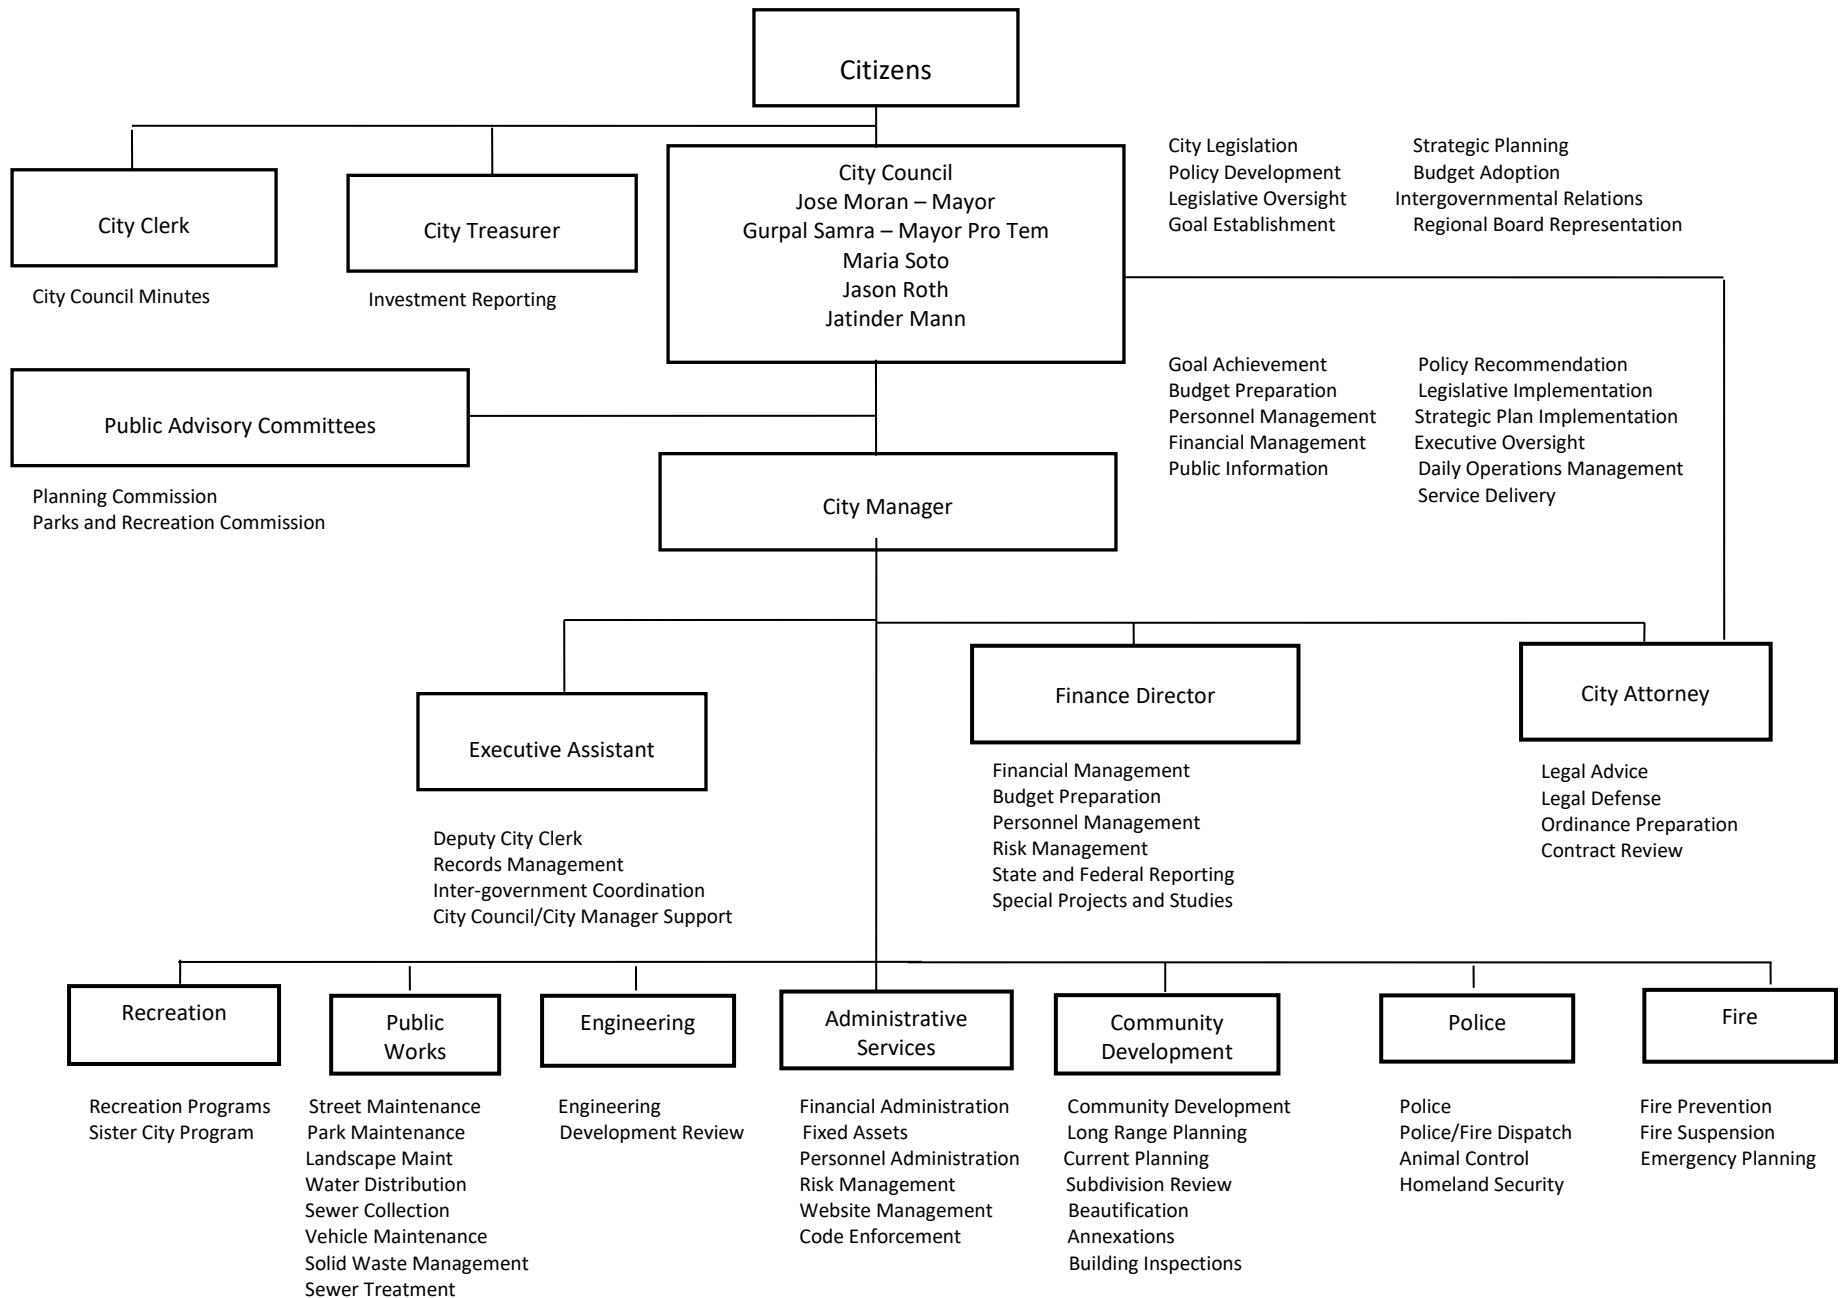 Citizens
City Clerk
City Council Minutes
City Treasurer
Investment Reporting
City Council
Jose Moran – Mayor
Gurpal Samra – Mayor Pro Tem
Maria Soto
Jason Roth
Jatinder Mann
City Legislation Strategic Planning
Policy Development Budget Adoption
Legislative Oversight Intergovernmental Relations
Goal Establishment Regional Board Representation
Public Advisory Committees
Planning Commission
Parks and Recreation Commission
City Manager
Goal Achievement Policy Recommendation
Budget Preparation Legislative Implementation
Personnel Management Strategic Plan Implementation
Financial Management Executive Oversight
Public Information Daily Operations Management
Service Delivery
Executive Assistant
Deputy City Clerk
Records Management
Inter-government Coordination
City Council/City Manager Support
Finance Director
Financial Management
Budget Preparation
Personnel Management
Risk Management
State and Federal Reporting
Special Projects and Studies
City Attorney
Legal Advice
Legal Defense
Ordinance Preparation
Contract Review
Recreation
Recreation Programs
Sister City Program
Public
Works
Street Maintenance
Park Maintenance
Landscape Maint
Water Distribution
Sewer Collection
Vehicle Maintenance
Solid Waste Management
Sewer Treatment
Engineering
Engineering
Development Review
Administrative
Services
Financial Administration
Fixed Assets
Personnel Administration
Risk Management
Website Management
Code Enforcement
Community
Development
Community Development
Long Range Planning
Current Planning
Subdivision Review
Beautification
Annexations
Building Inspections
Police
Police
Police/Fire Dispatch
Animal Control
Homeland Security
Fire
Fire Prevention
Fire Suspension
Emergency Planning